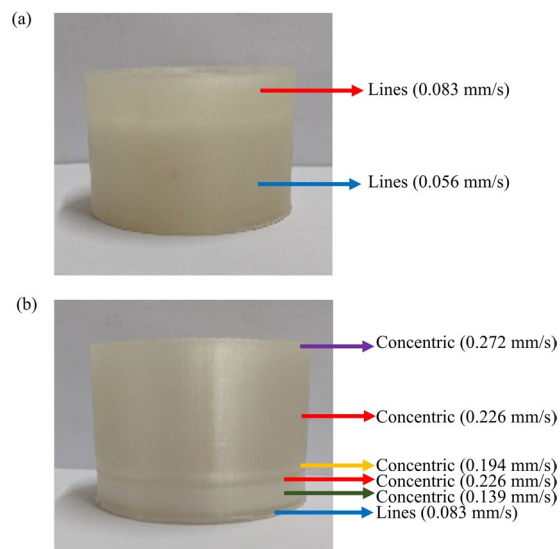 (a)
Lines (0.083 mm/s)
Lines (0.056 mm/s)
(b)
Concentric (0.272 mm/s)
Concentric (0.226 mm/s)
Concentric (0.194 mm/s)
Concentric (0.226 mm/s)
Concentric (0.139 mm/s)
Lines (0.083 mm/s)